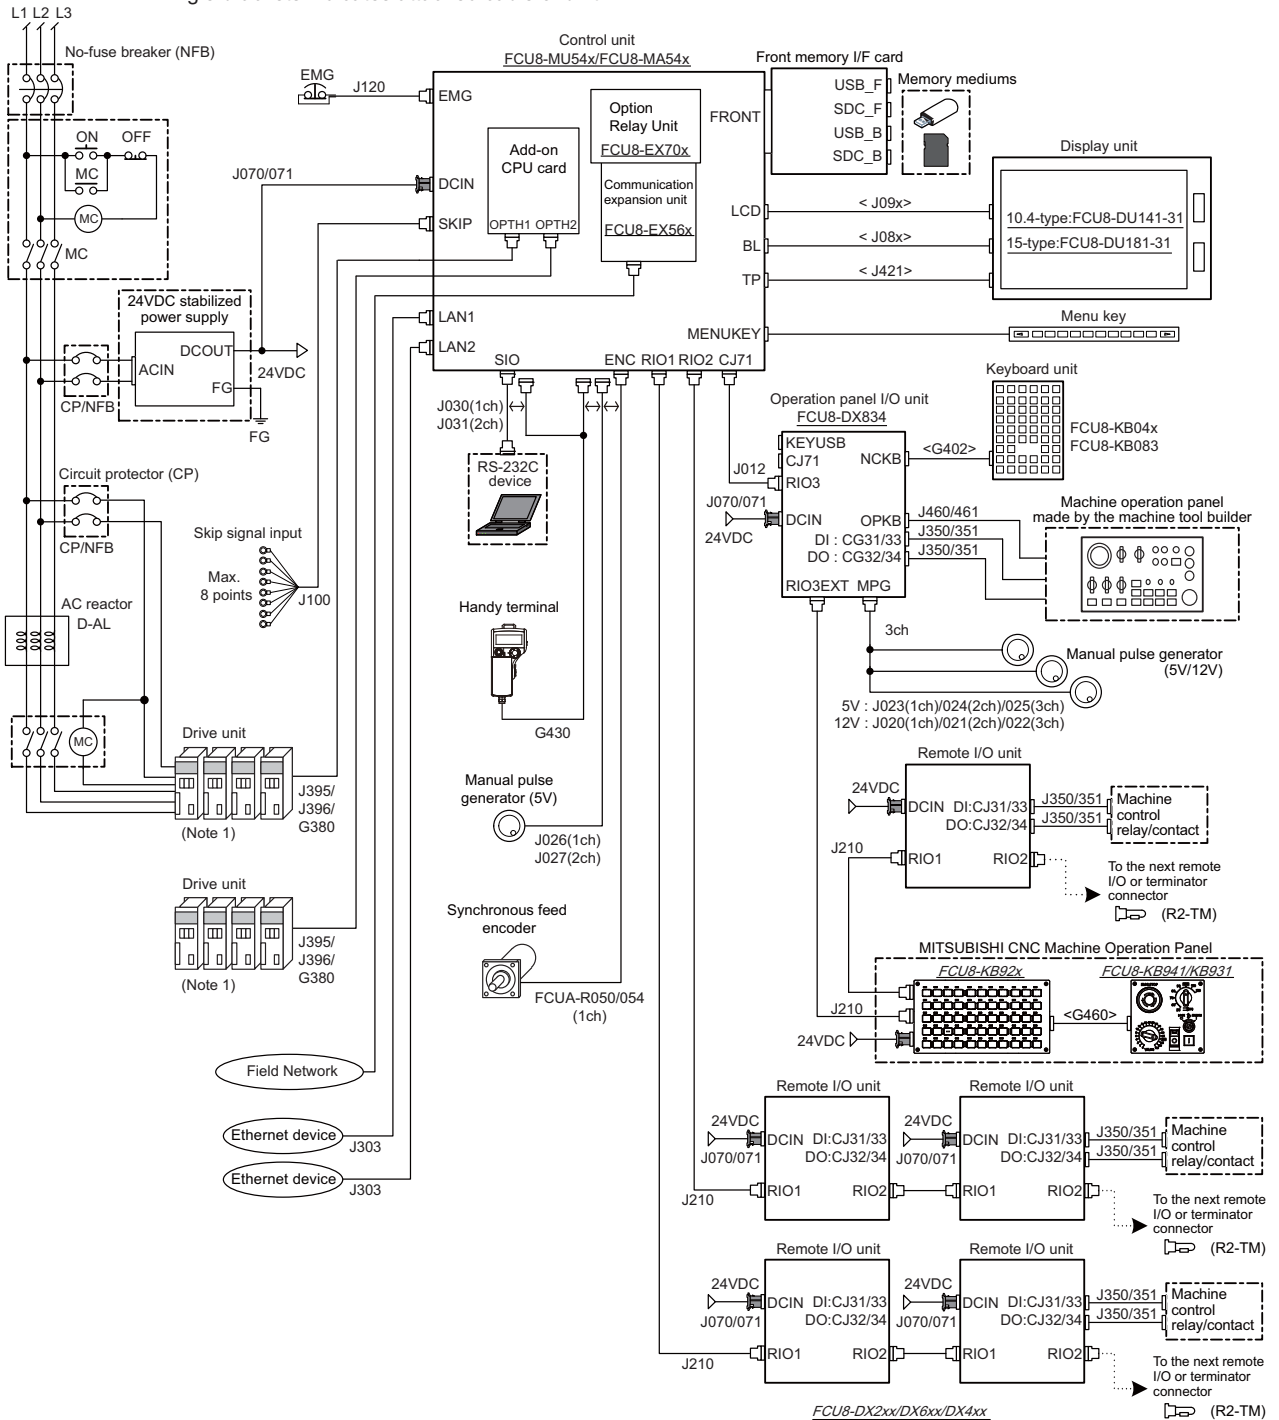 L1 L2 L3
No-fuse breaker (NFB)
ON OFF
MC
MC
MC
24VDC stabilized
power supply
DCOUT
ACIN
FG
24VDC
FG
CP/NFB
J070/071
Circuit protector (CP)
CP/NFB
AC reactor
D-AL
MC
Skip signal input
Max.
8 points
J100
Drive unit
(Note 1)
J395/
J396/
G380
Drive unit
(Note 1)
J395/
J396/
G380
Field Network
Ethernet device
J303
Ethernet device
J303
EMG
J120
Control unit
FCU8-MU54x/FCU8-MA54x
EMG
DCIN
SKIP
LAN1
LAN2
Add-on
CPU card
OPTH1 OPTH2
Option
Relay Unit
FCU8-EX70x
Communication
expansion unit
FCU8-EX56x
FRONT
LCD
BL
TP
MENUKEY
SIO ENC RIO1 RIO2 CJ71
J030(1ch)
J031(2ch)
RS-232C
device
Handy terminal
G430
Manual pulse
generator (5V)
J026(1ch)
J027(2ch)
Synchronous feed
encoder
FCUA-R050/054
(1ch)
Front memory I/F card
USB_F
SDC_F
USB_B
SDC_B
Memory mediums
Display unit
< J09x>
< J08x>
< J421>
10.4-type:FCU8-DU141-31
15-type:FCU8-DU181-31
Menu key
Keyboard unit
FCU8-KB04x
FCU8-KB083
Operation panel I/O unit
FCU8-DX834
KEYUSB
CJ71
NCKB
<G402>
J012
RIO3
J070/071
24VDC
DCIN
OPKB
DI : CG31/33
DO : CG32/34
J460/461
J350/351
J350/351
RIO3EXT MPG
Machine operation panel
made by the machine tool builder
3ch
Manual pulse generator
(5V/12V)
5V : J023(1ch)/024(2ch)/025(3ch)
12V : J020(1ch)/021(2ch)/022(3ch)
Remote I/O unit
24VDC
DCIN DI:CJ31/33
DO:CJ32/34
J350/351
J350/351
Machine
control
relay/contact
J210
RIO1 RIO2
To the next remote
I/O or terminator
connector
(R2-TM)
MITSUBISHI CNC Machine Operation Panel
FCU8-KB92x
FCU8-KB941/KB931
J210
<G460>
24VDC
Remote I/O unit Remote I/O unit
24VDC
J070/071
DCIN DI:CJ31/33
DO:CJ32/34
24VDC
J070/071
DCIN DI:CJ31/33
DO:CJ32/34
J350/351
J350/351
Machine
control
relay/contact
J210
RIO1 RIO2
RIO1 RIO2
To the next remote
I/O or terminator
connector
(R2-TM)
Remote I/O unit Remote I/O unit
24VDC
J070/071
DCIN DI:CJ31/33
DO:CJ32/34
24VDC
J070/071
DCIN DI:CJ31/33
DO:CJ32/34
J350/351
J350/351
Machine
control
relay/contact
J210
RIO1 RIO2
RIO1 RIO2
To the next remote
I/O or terminator
connector
(R2-TM)
FCU8-DX2xx/DX6xx/DX4xx